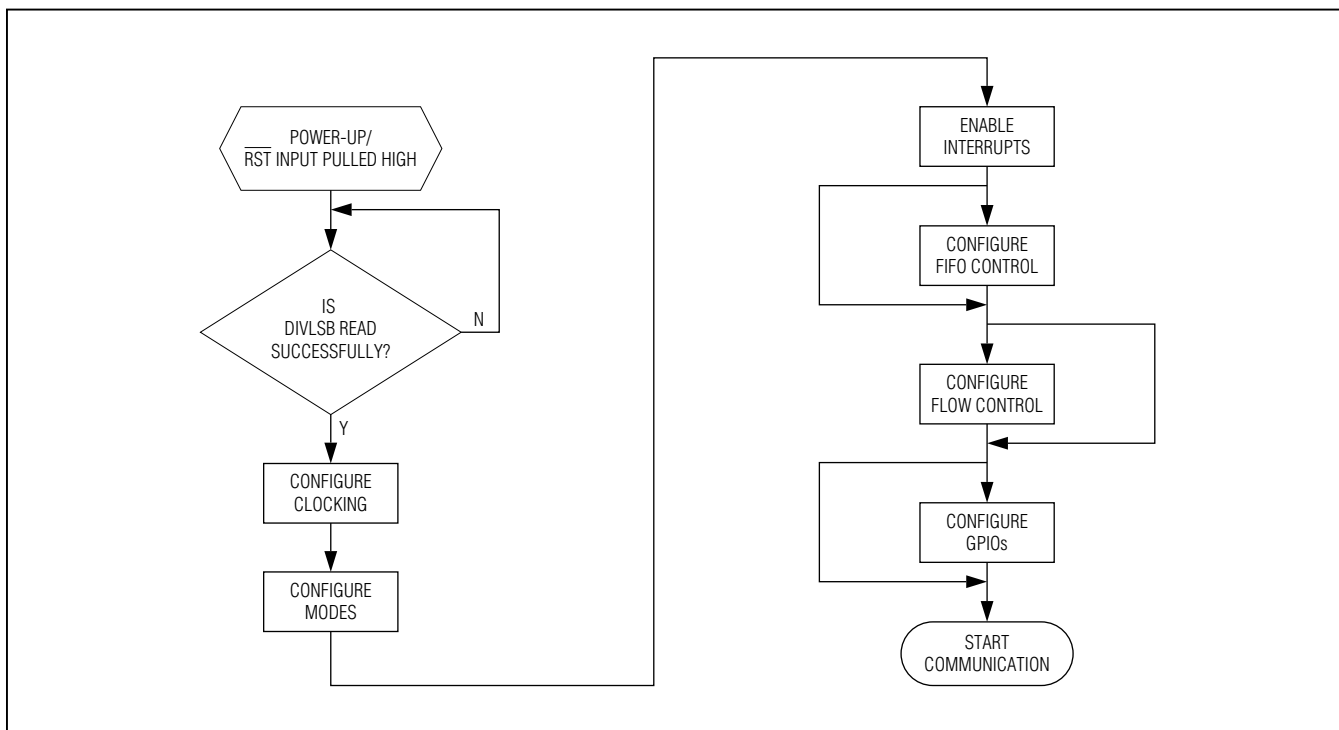 POWER-UP/
R̅S̅T̅ INPUT PULLED HIGH
IS
DIVLSB READ
SUCCESSFULLY?
N
Y
CONFIGURE
CLOCKING
CONFIGURE
MODES
ENABLE
INTERRUPTS
CONFIGURE
FIFO CONTROL
CONFIGURE
FLOW CONTROL
CONFIGURE
GPIOs
START
COMMUNICATION